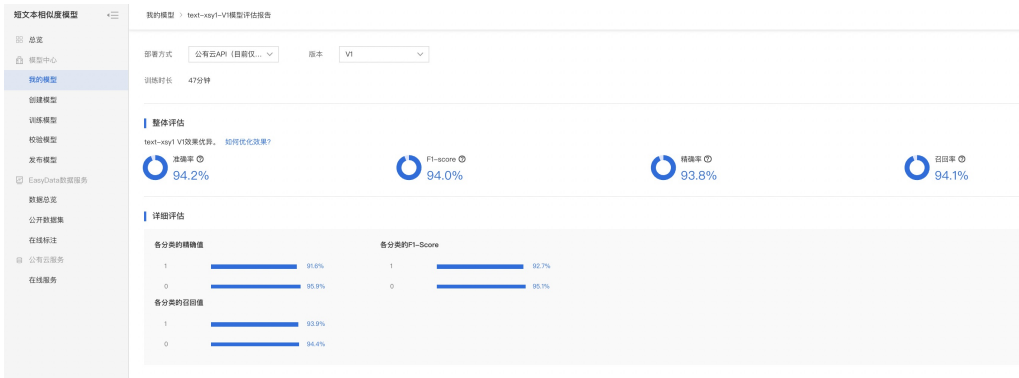 短文本相似度模型
总览
模型中心
我的模型
创建模型
训练模型
校验模型
发布模型
EasyData数据服务
数据总览
公开数据集
在线标注
公有云服务
在线服务
我的模型 > text-xsy1-V1模型评估报告
部署方式 公有云API（目前仅... 版本 V1
训练时长 47分钟
整体评估
text-xsy1 V1效果优异。 如何优化效果?
准确率 F1-score 精确率 召回率
94.2% 94.0% 93.8% 94.1%
详细评估
各分类的精确值 各分类的F1-Score
1 91.6% 1 92.7%
0 95.9% 0 95.1%
各分类的召回值
1 93.9%
0 94.4%